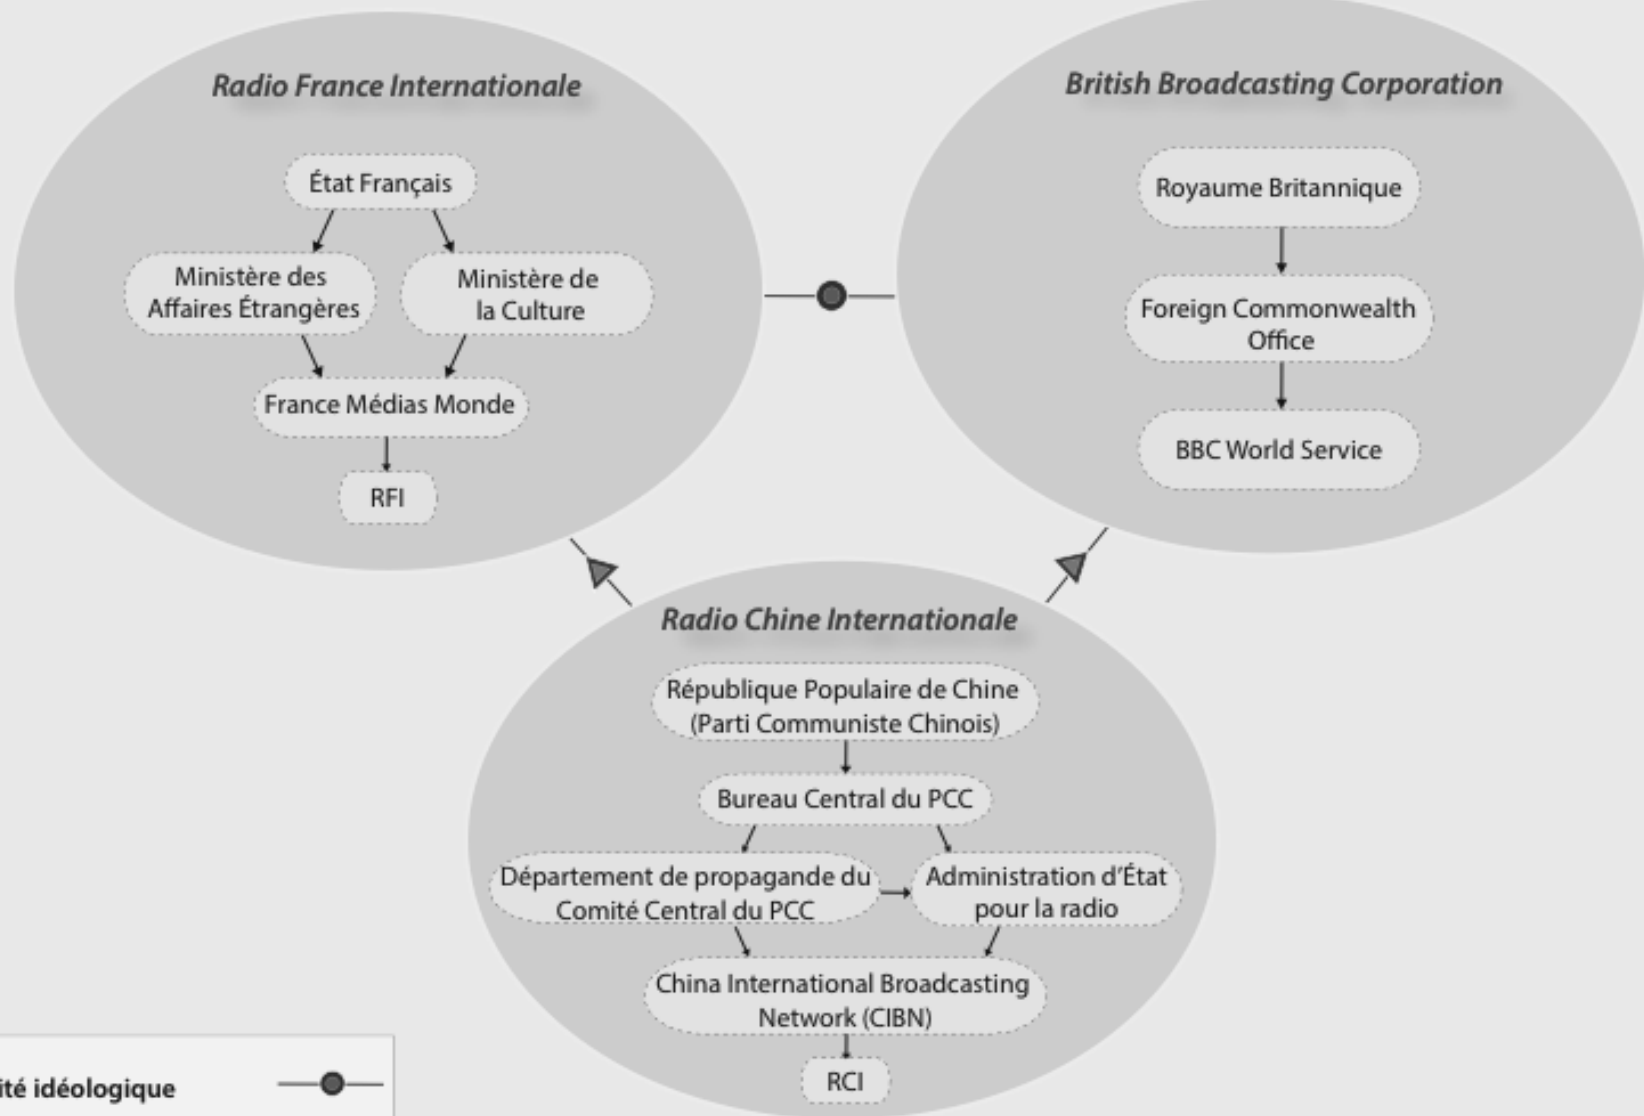 Radio France Internationale
État Français
Ministère des
Affaires Étrangères
Ministère de
la Culture
France Médias Monde
RFI
British Broadcasting Corporation
Royaume Britannique
Foreign Commonwealth
Office
BBC World Service
Radio Chine Internationale
République Populaire de Chine
(Parti Communiste Chinois)
Bureau Central du PCC
Département de propagande du
Comité Central du PCC
Administration d'État
pour la radio
China International Broadcasting
Network (CIBN)
RCI
idéologique